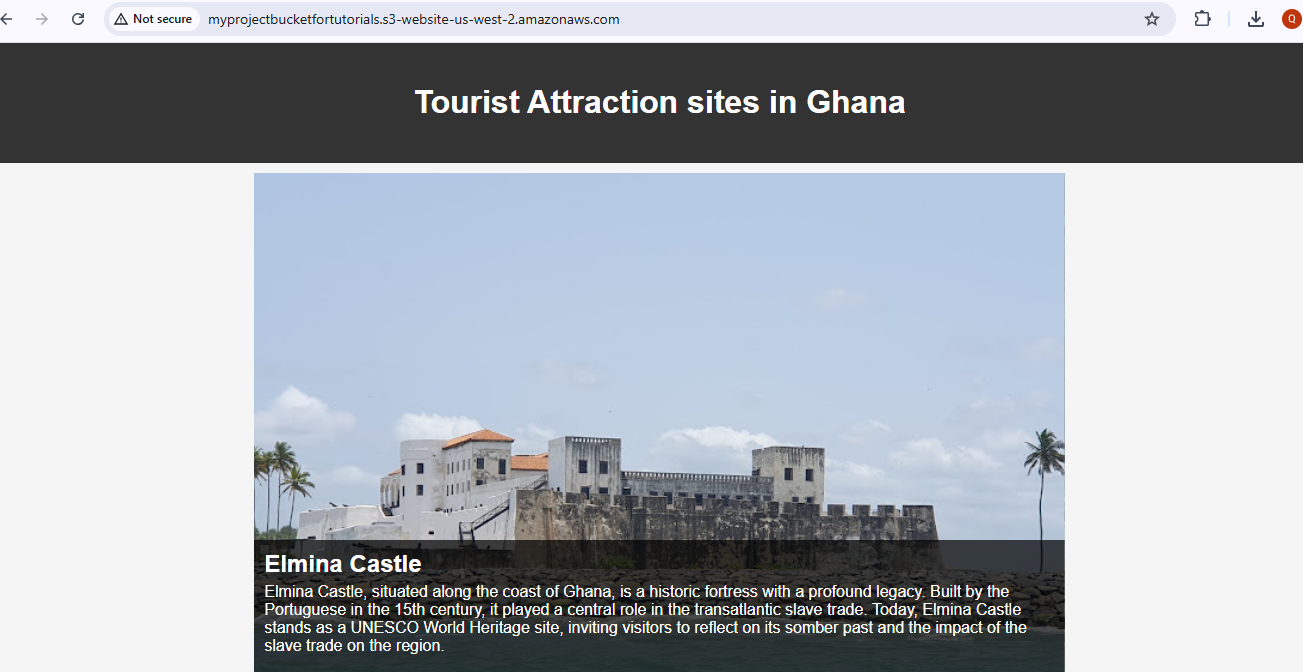 Not secure
myprojectbucketfortutorials.s3-website-us-west-2.amazonaws.com
Q
Tourist Attraction sites in Ghana
Elmina Castle
Elmina Castle, situated along the coast of Ghana, is a historic fortress with a profound legacy. Built by the
Portuguese in the 15th century, it played a central role in the transatlantic slave trade. Today, Elmina Castle
stands as a UNESCO World Heritage site, inviting visitors to reflect on its somber past and the impact of the
slave trade on the region.